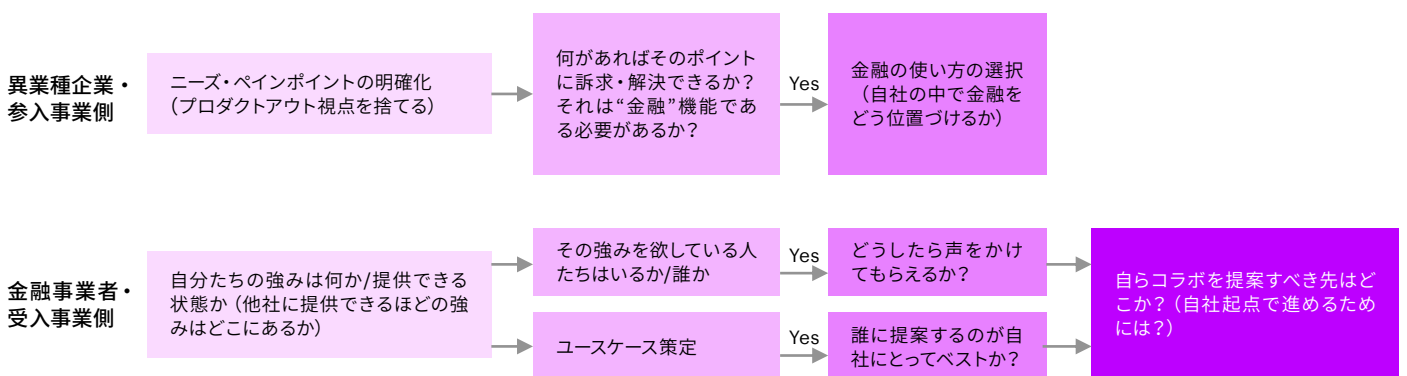 異業種企業・
参入事業側
ニーズ・ペインポイントの明確化
（プロダクトアウト視点を捨てる）
何があればそのポイント
に訴求・解決できるか？
それは“金融”機能であ
る必要があるか？
Yes
金融の使い方の選択
（自社の中で金融を
どう位置づけるか）
金融事業者・
受入事業側
自分たちの強みは何か/提供できる
状態か（他社に提供できるほどの強
みはどこにあるか）
その強みを欲している人
たちはいるか/誰か
Yes
どうしたら声をかけ
てもらえるか？
ユースケース策定
Yes
誰に提案するのが自
社にとってベストか？
自らコラボを提案すべき先はど
こか？（自社起点で進めるため
には？）